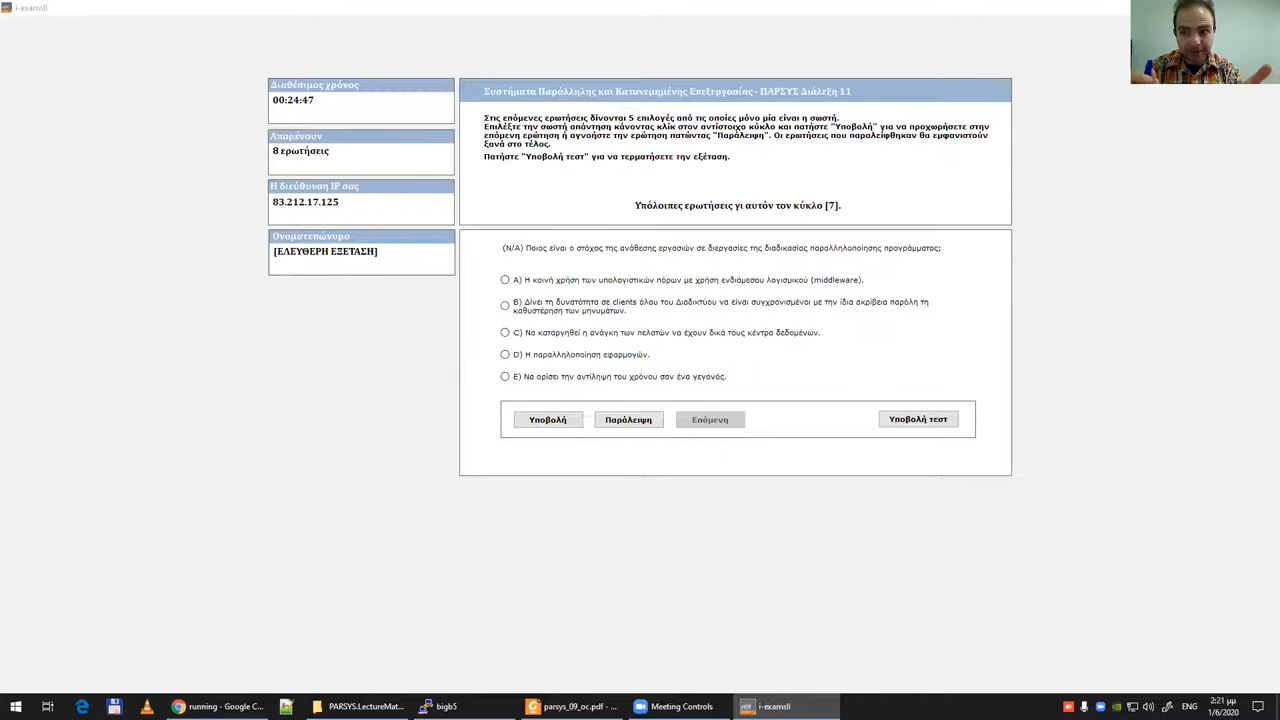 i-examsll
Διαθέσιμος χρόνος
00:24:47
Απομένουν
8 ερωτήσεις
Η διεύθυνση IP σας
83.212.17.125
Ονοματεπώνυμο
[ΕΛΕΥΘΕΡΗ ΕΞΕΤΑΣΗ]
Συστήματα Παράλληλης και Κατανεμημένης Επεξεργασίας - ΠΑΡΣΥΣ Διάλεξη 11
Στις επόμενες ερωτήσεις δίνονται 5 επιλογές από τις οποίες μόνο μία είναι η σωστή.
Επιλέξτε την σωστή απάντηση κάνοντας κλίκ στον αντίστοιχο κύκλο και πατήστε "Υποβολή" για να προχωρήσετε στην
επόμενη ερώτηση ή αγνοήστε την ερώτηση πατώντας "Παράλειψη". Οι ερωτήσεις που παραλείφθηκαν θα εμφανιστούν
ξανά στο τέλος.
Πατήστε "Υποβολή τεστ" για να τερματήσετε την εξέταση.
Υπόλοιπες ερωτήσεις γι αυτόν τον κύκλο [7].
(N/A) Ποιος είναι ο στόχος της ανάθεσης εργασιών σε διεργασίες της διαδικασίας παραλληλοποίησης προγράμματος;
A) Η κοινή χρήση των υπολογιστικών πόρων με χρήση ενδιάμεσου λογισμικού (middleware).
B) Δίνει τη δυνατότητα σε clients όλου του Διαδικτύου να είναι συγχρονισμένοι με την ίδια ακρίβεια παρόλη τη
καθυστέρηση των μηνυμάτων.
C) Να καταργηθεί η ανάγκη των πελατών να έχουν δικά τους κέντρα δεδομένων.
D) Η παραλληλοποίηση εφαρμογών.
E) Να ορίσει την αντίληψη του χρόνου σαν ένα γεγονός.
Υποβολή Παράλειψη Επόμενη Υποβολή τεστ
running - Google C... PARSYS.LectureMat... bigb5 parsys_09_oc.pdf - ... Meeting Controls i-examsll ENG 2:21 μμ
1/6/2020